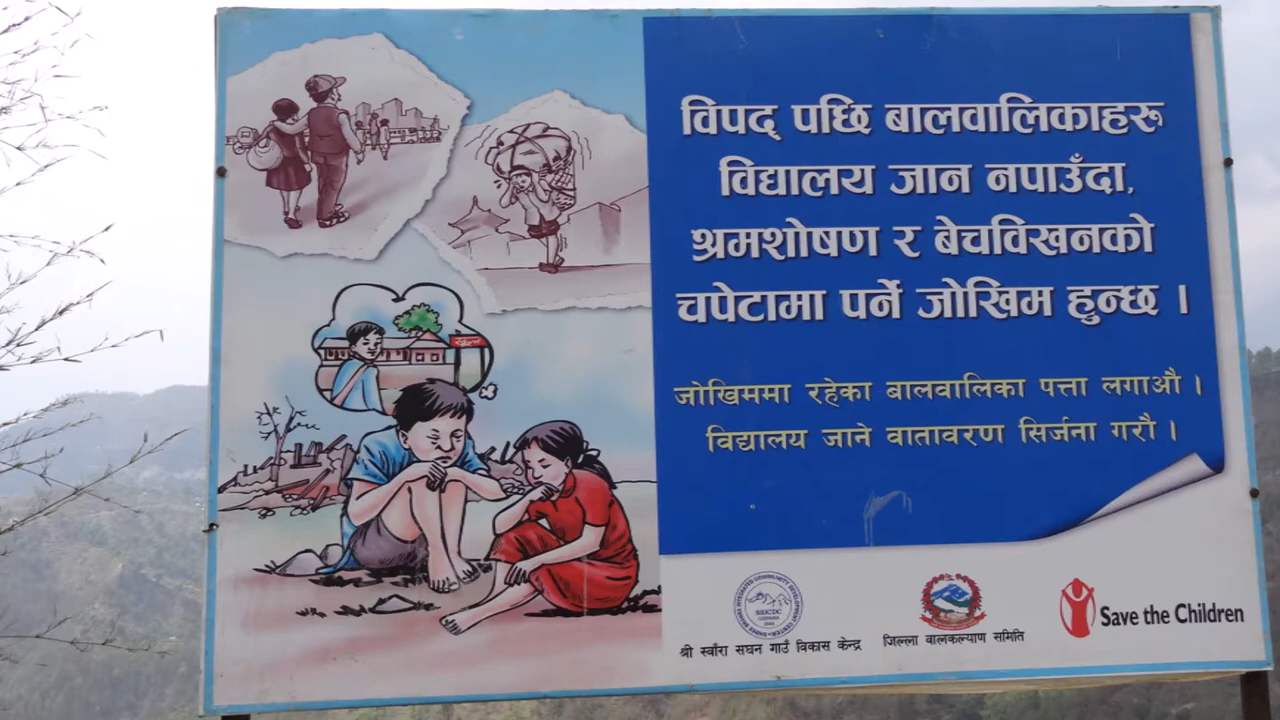 विपद् पछि बालवालिकाहरु
विद्यालय जान नपाउँदा,
श्रमशोषण र बेचविखनको
चपेटामा पर्ने जोखिम हुन्छ ।
जोखिममा रहेका बालवालिका पत्ता लगाऔ ।
विद्यालय जाने वातावरण सिर्जना गरौ ।
SSICDC
श्री स्वाँरा सघन गाउँ विकास केन्द्र
जिल्ला वालकल्याण समिति
Save the Children